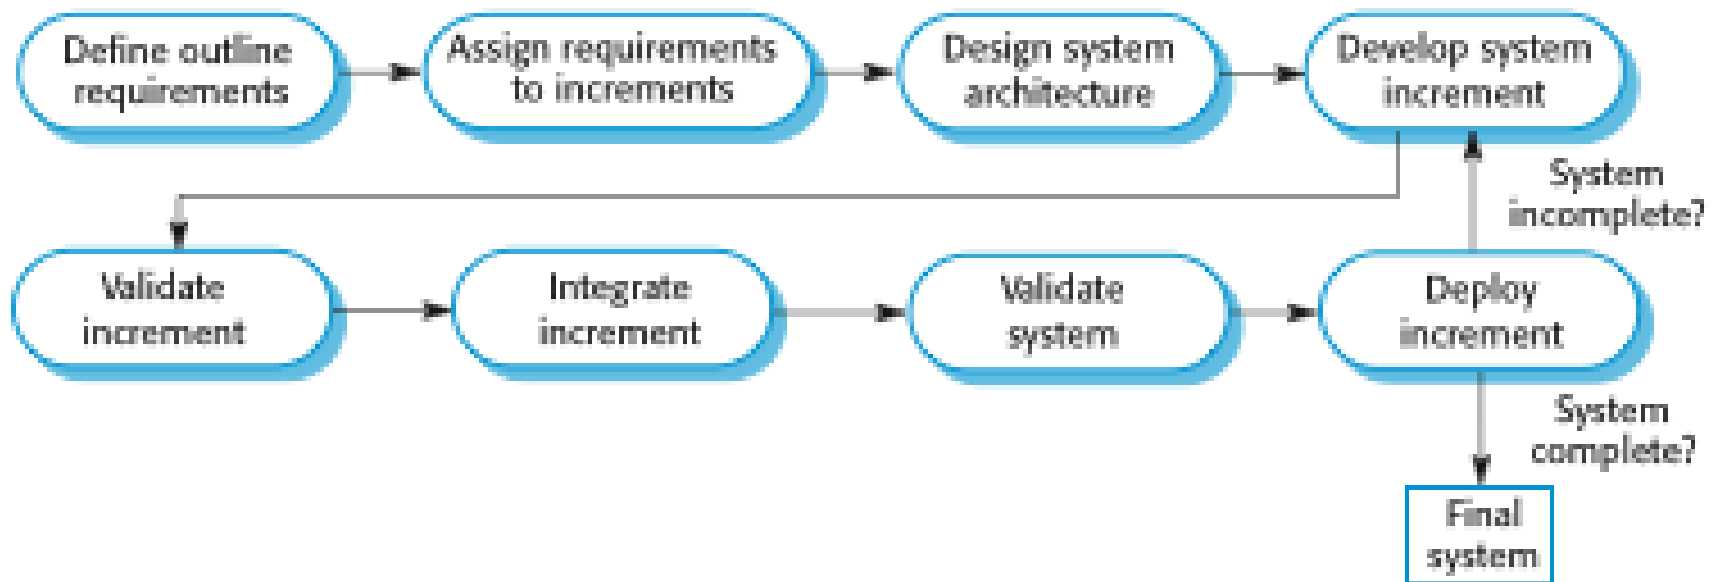 Define outline
requirements
Assign requirements
to increments
Design system
architecture
Develop system
increment
System
incomplete?
Validate
increment
Integrate
increment
Validate
system
Deploy
increment
System
complete?
Final
system